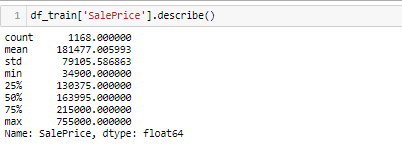 1 df_train['SalePrice'].describe()
count 1168.000000
mean 181477.005993
std 79105.586863
min 34900.000000
25% 130375.000000
50% 163995.000000
75% 215000.000000
max 755000.000000
Name: SalePrice, dtype: float64